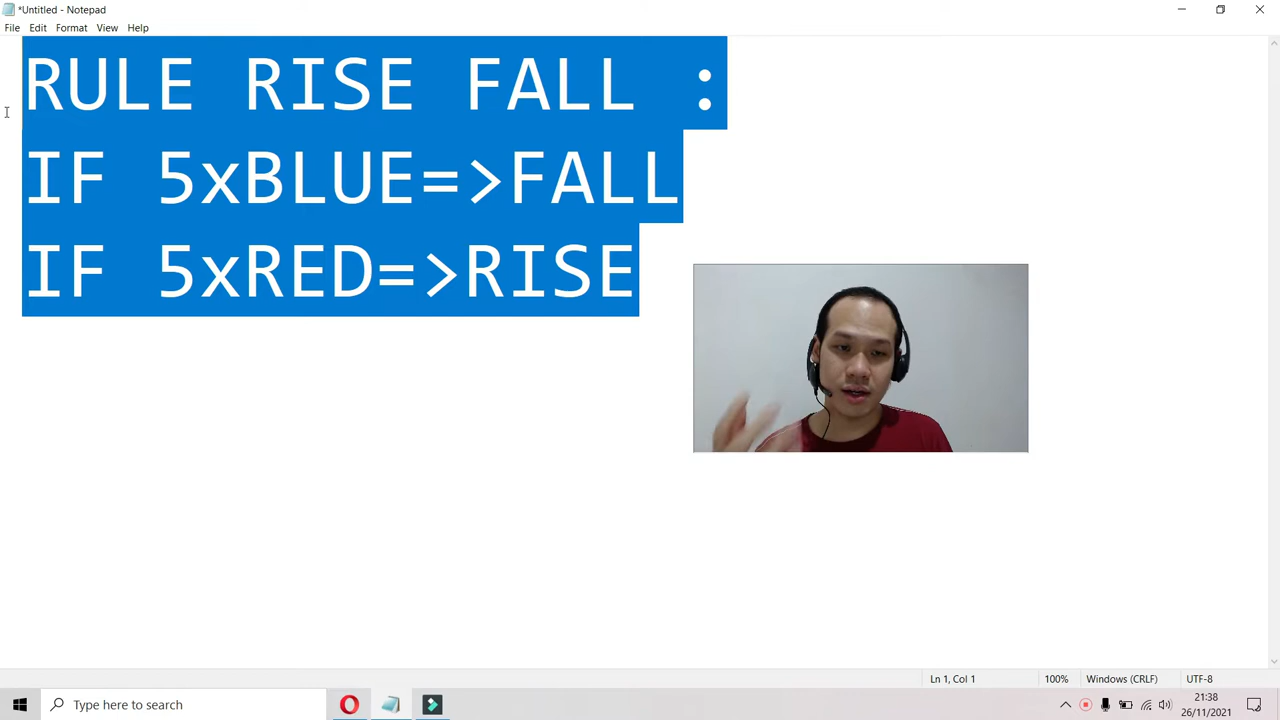 *Untitled - Notepad
File Edit Format View Help
RULE RISE FALL :
IF 5xBLUE=>FALL
IF 5xRED=>RISE
Ln 1, Col 1 100% Windows (CRLF) UTF-8
Type here to search
21:38
26/11/2021